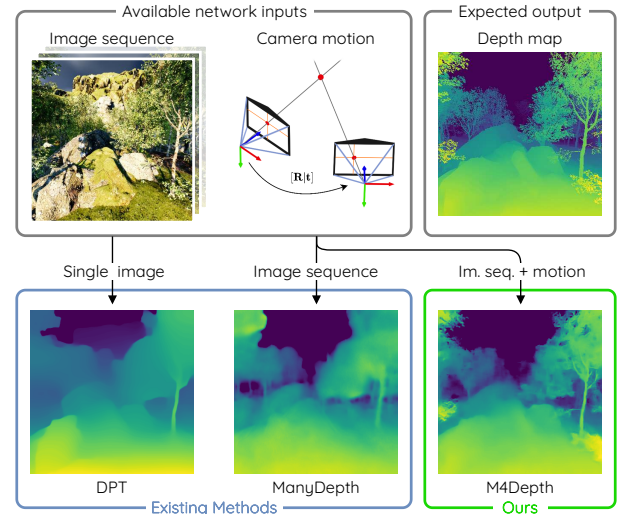 Available network inputs
Expected output
Image sequence
Camera motion
Depth map
[R|t]
Single image
Image sequence
Im. seq. + motion
DPT
ManyDepth
M4Depth
Existing Methods
Ours